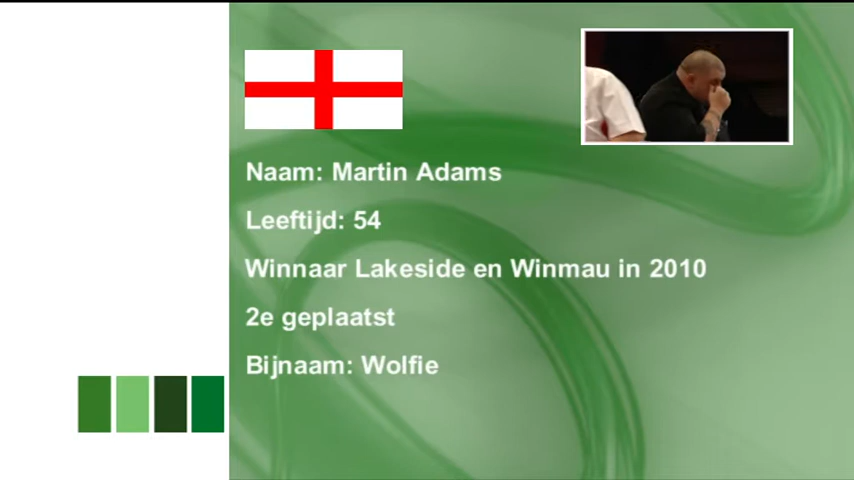 Naam: Martin Adams
Leeftijd: 54
Winnaar Lakeside en Winmau in 2010
2e geplaatst
Bijnaam: Wolfie